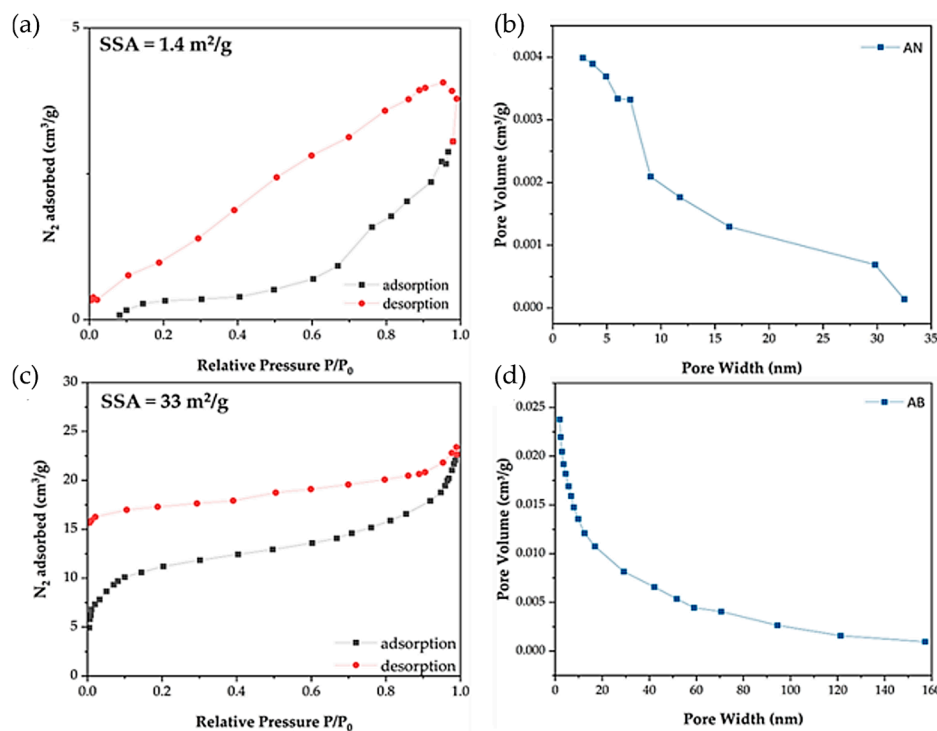 (a)
SSA = 1.4 m²/g
N₂ adsorbed (cm³/g)
5
0
adsorption
desorption
0.0 0.2 0.4 0.6 0.8 1.0
Relative Pressure P/P₀
(b)
AN
Pore Volume (cm³/g)
0.004
0.003
0.002
0.001
0.000
0 5 10 15 20 25 30 35
Pore Width (nm)
(c)
SSA = 33 m²/g
N₂ adsorbed (cm³/g)
30
25
20
15
10
5
0
adsorption
desorption
0.0 0.2 0.4 0.6 0.8 1.0
Relative Pressure P/P₀
(d)
AB
Pore Volume (cm³/g)
0.025
0.020
0.015
0.010
0.005
0.000
0 20 40 60 80 100 120 140 160
Pore Width (nm)